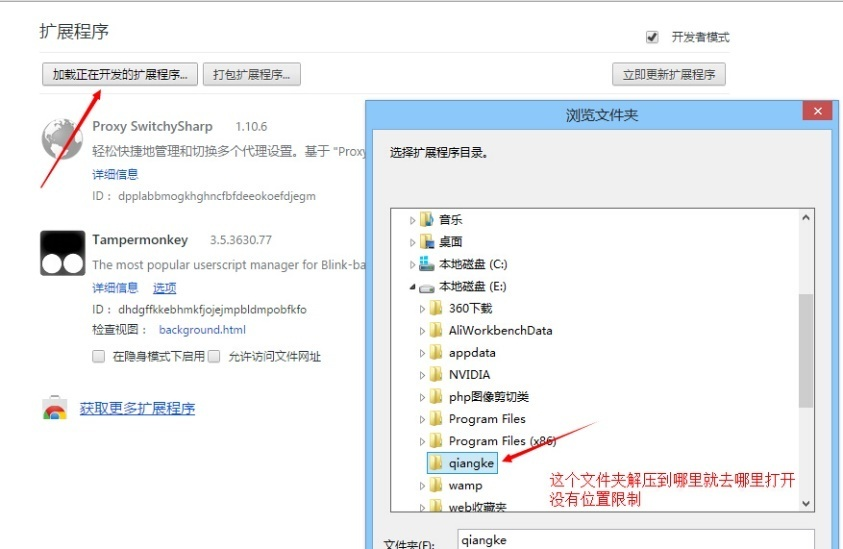 扩展程序
开发者模式
加载正在开发的扩展程序...
打包扩展程序...
立即更新扩展程序
Proxy SwitchySharp 1.10.6
轻松快捷地管理和切换多个代理设置。基于 "Proxy
详细信息
ID： dpplabbmogkhghncfbfdeeokoefdjegm
Tampermonkey 3.5.3630.77
The most popular userscript manager for Blink-ba
详细信息 选项
ID： dhdgffkkebhmkfjojejmpbldmpobfkfo
检查视图： background.html
在隐身模式下启用 允许访问文件网址
获取更多扩展程序
浏览文件夹
选择扩展程序目录。
音乐
桌面
本地磁盘 (C:)
本地磁盘 (E:)
360下载
AliWorkbenchData
appdata
NVIDIA
php图像剪切类
Program Files
Program Files (x86)
qiangke
wamp
web收藏夹
这个文件夹解压到哪里就去哪里打开
没有位置限制
文件夹(F): qiangke